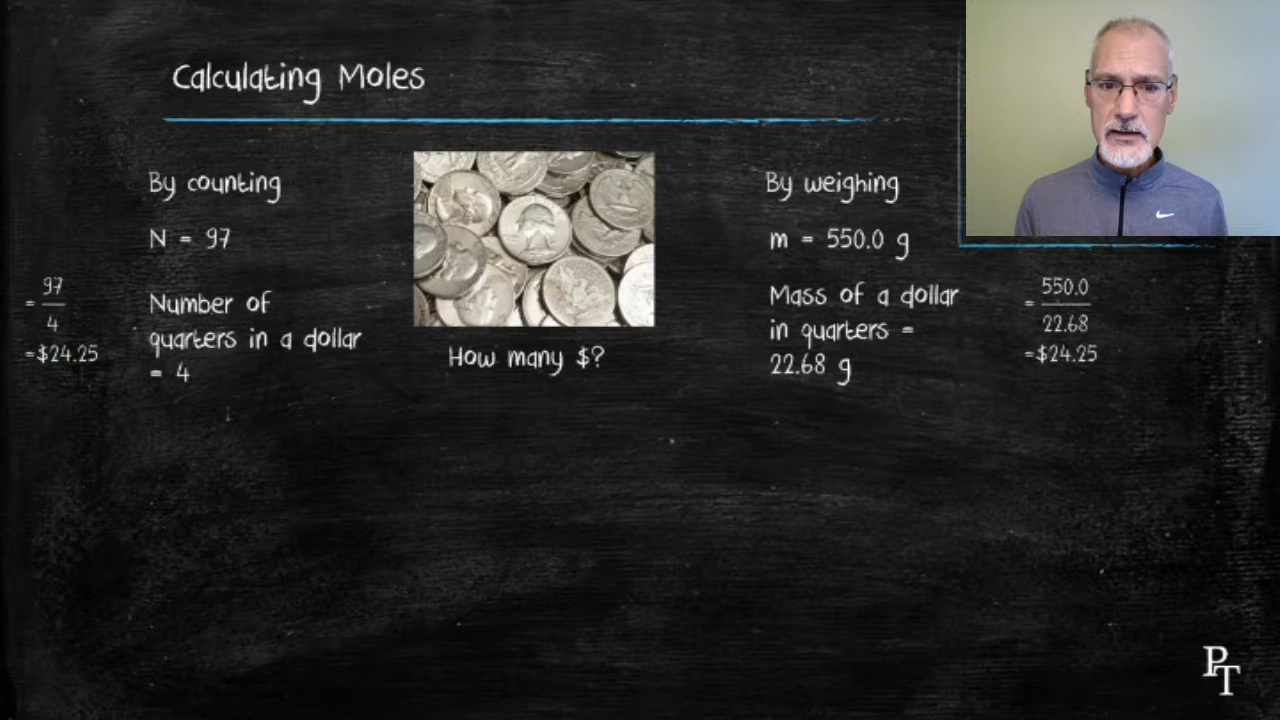 Calculating Moles
By counting
N = 97
= 97
4
=$24.25
Number of
quarters in a dollar
= 4
How many $?
By weighing
m = 550.0 g
Mass of a dollar
in quarters =
22.68 g
= 550.0
22.68
=$24.25
PT